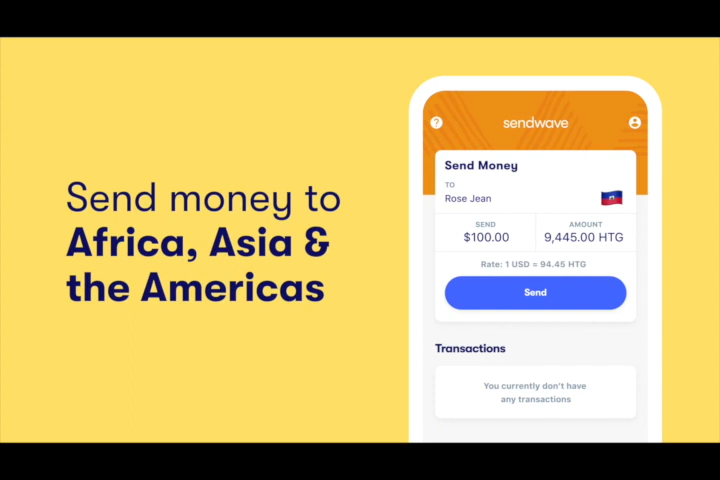 Send money to
Africa, Asia &
the Americas
?
sendwave
Send Money
TO
Rose Jean
SEND
AMOUNT
$100.00
9,445.00 HTG
Rate: 1 USD = 94.45 HTG
Send
Transactions
You currently don't have
any transactions